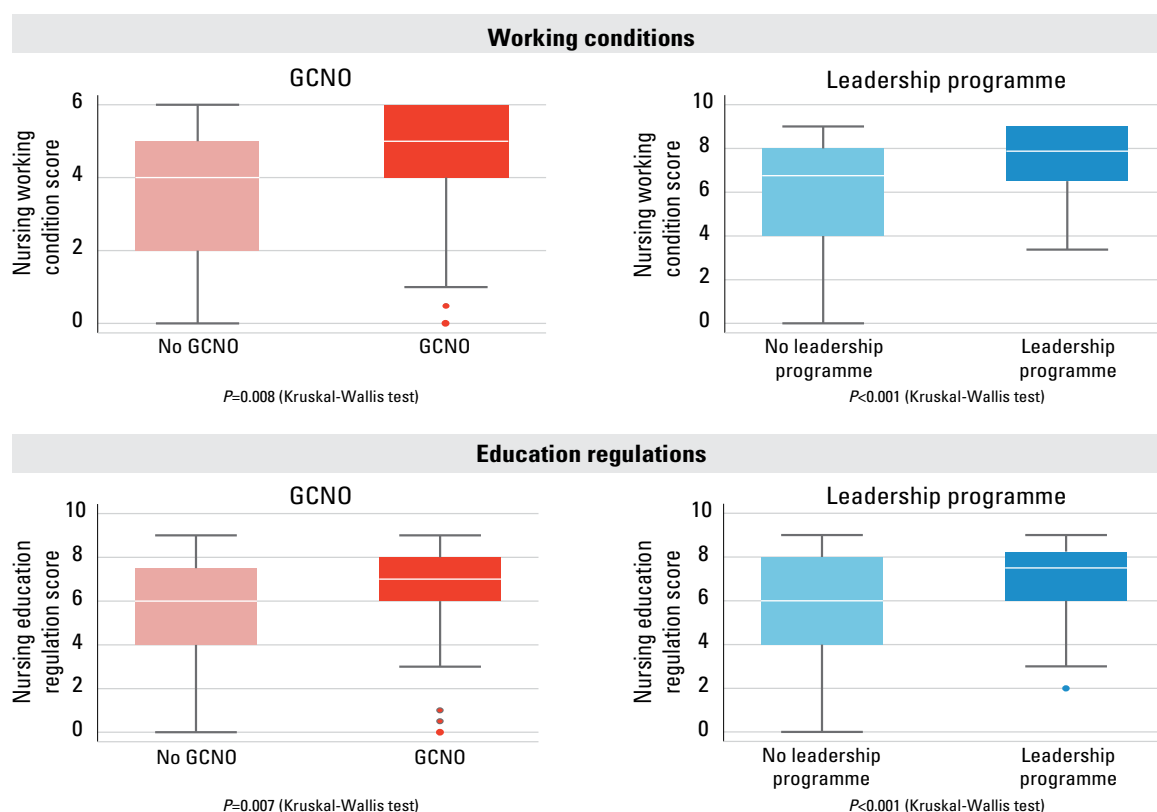 Working conditions
GCNO
Nursing working
condition score
6
4
2
0
No GCNO
GCNO
P=0.008 (Kruskal-Wallis test)
Leadership programme
Nursing working
condition score
10
8
6
4
2
0
No leadership
programme
Leadership
programme
P<0.001 (Kruskal-Wallis test)
Education regulations
GCNO
Nursing education
regulation score
10
8
6
4
2
0
No GCNO
GCNO
P=0.007 (Kruskal-Wallis test)
Leadership programme
Nursing education
regulation score
10
8
6
4
2
0
No leadership
programme
Leadership
programme
P<0.001 (Kruskal-Wallis test)